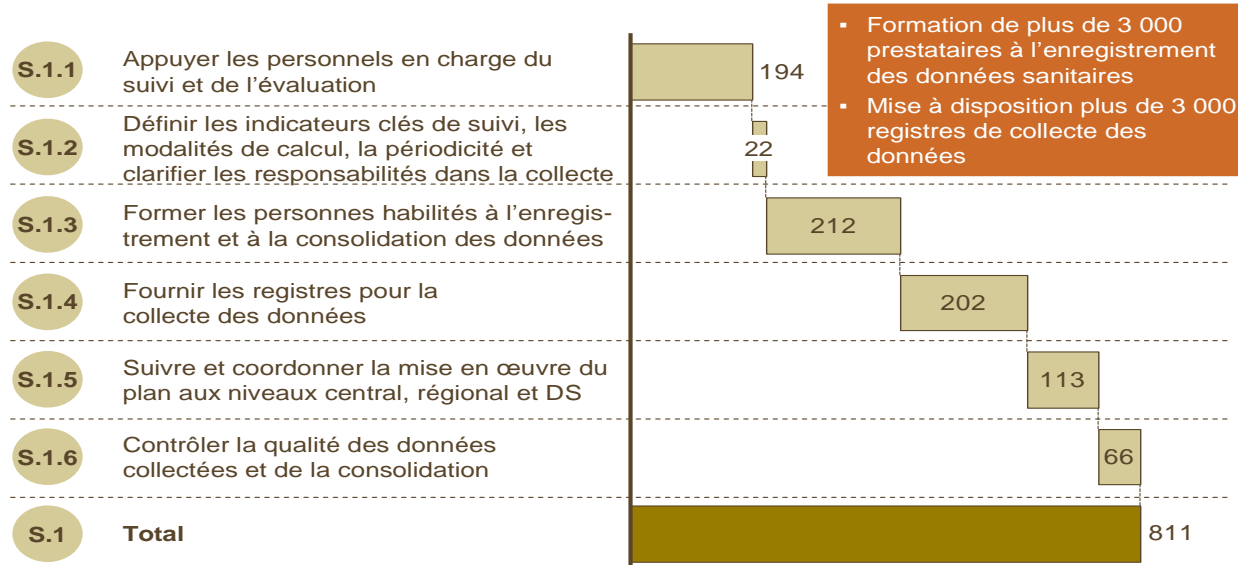 ▪ Formation de plus de 3 000
prestataires à l'enregistrement
des données sanitaires
▪ Mise à disposition plus de 3 000
registres de collecte des
données
S.1.1
Appuyer les personnels en charge du
suivi et de l'évaluation
194
S.1.2
Définir les indicateurs clés de suivi, les
modalités de calcul, la périodicité et
clarifier les responsabilités dans la collecte
22
S.1.3
Former les personnes habilités à l'enregis-
trement et à la consolidation des données
212
S.1.4
Fournir les registres pour la
collecte des données
202
S.1.5
Suivre et coordonner la mise en œuvre du
plan aux niveaux central, régional et DS
113
S.1.6
Contrôler la qualité des données
collectées et de la consolidation
66
S.1
Total
811